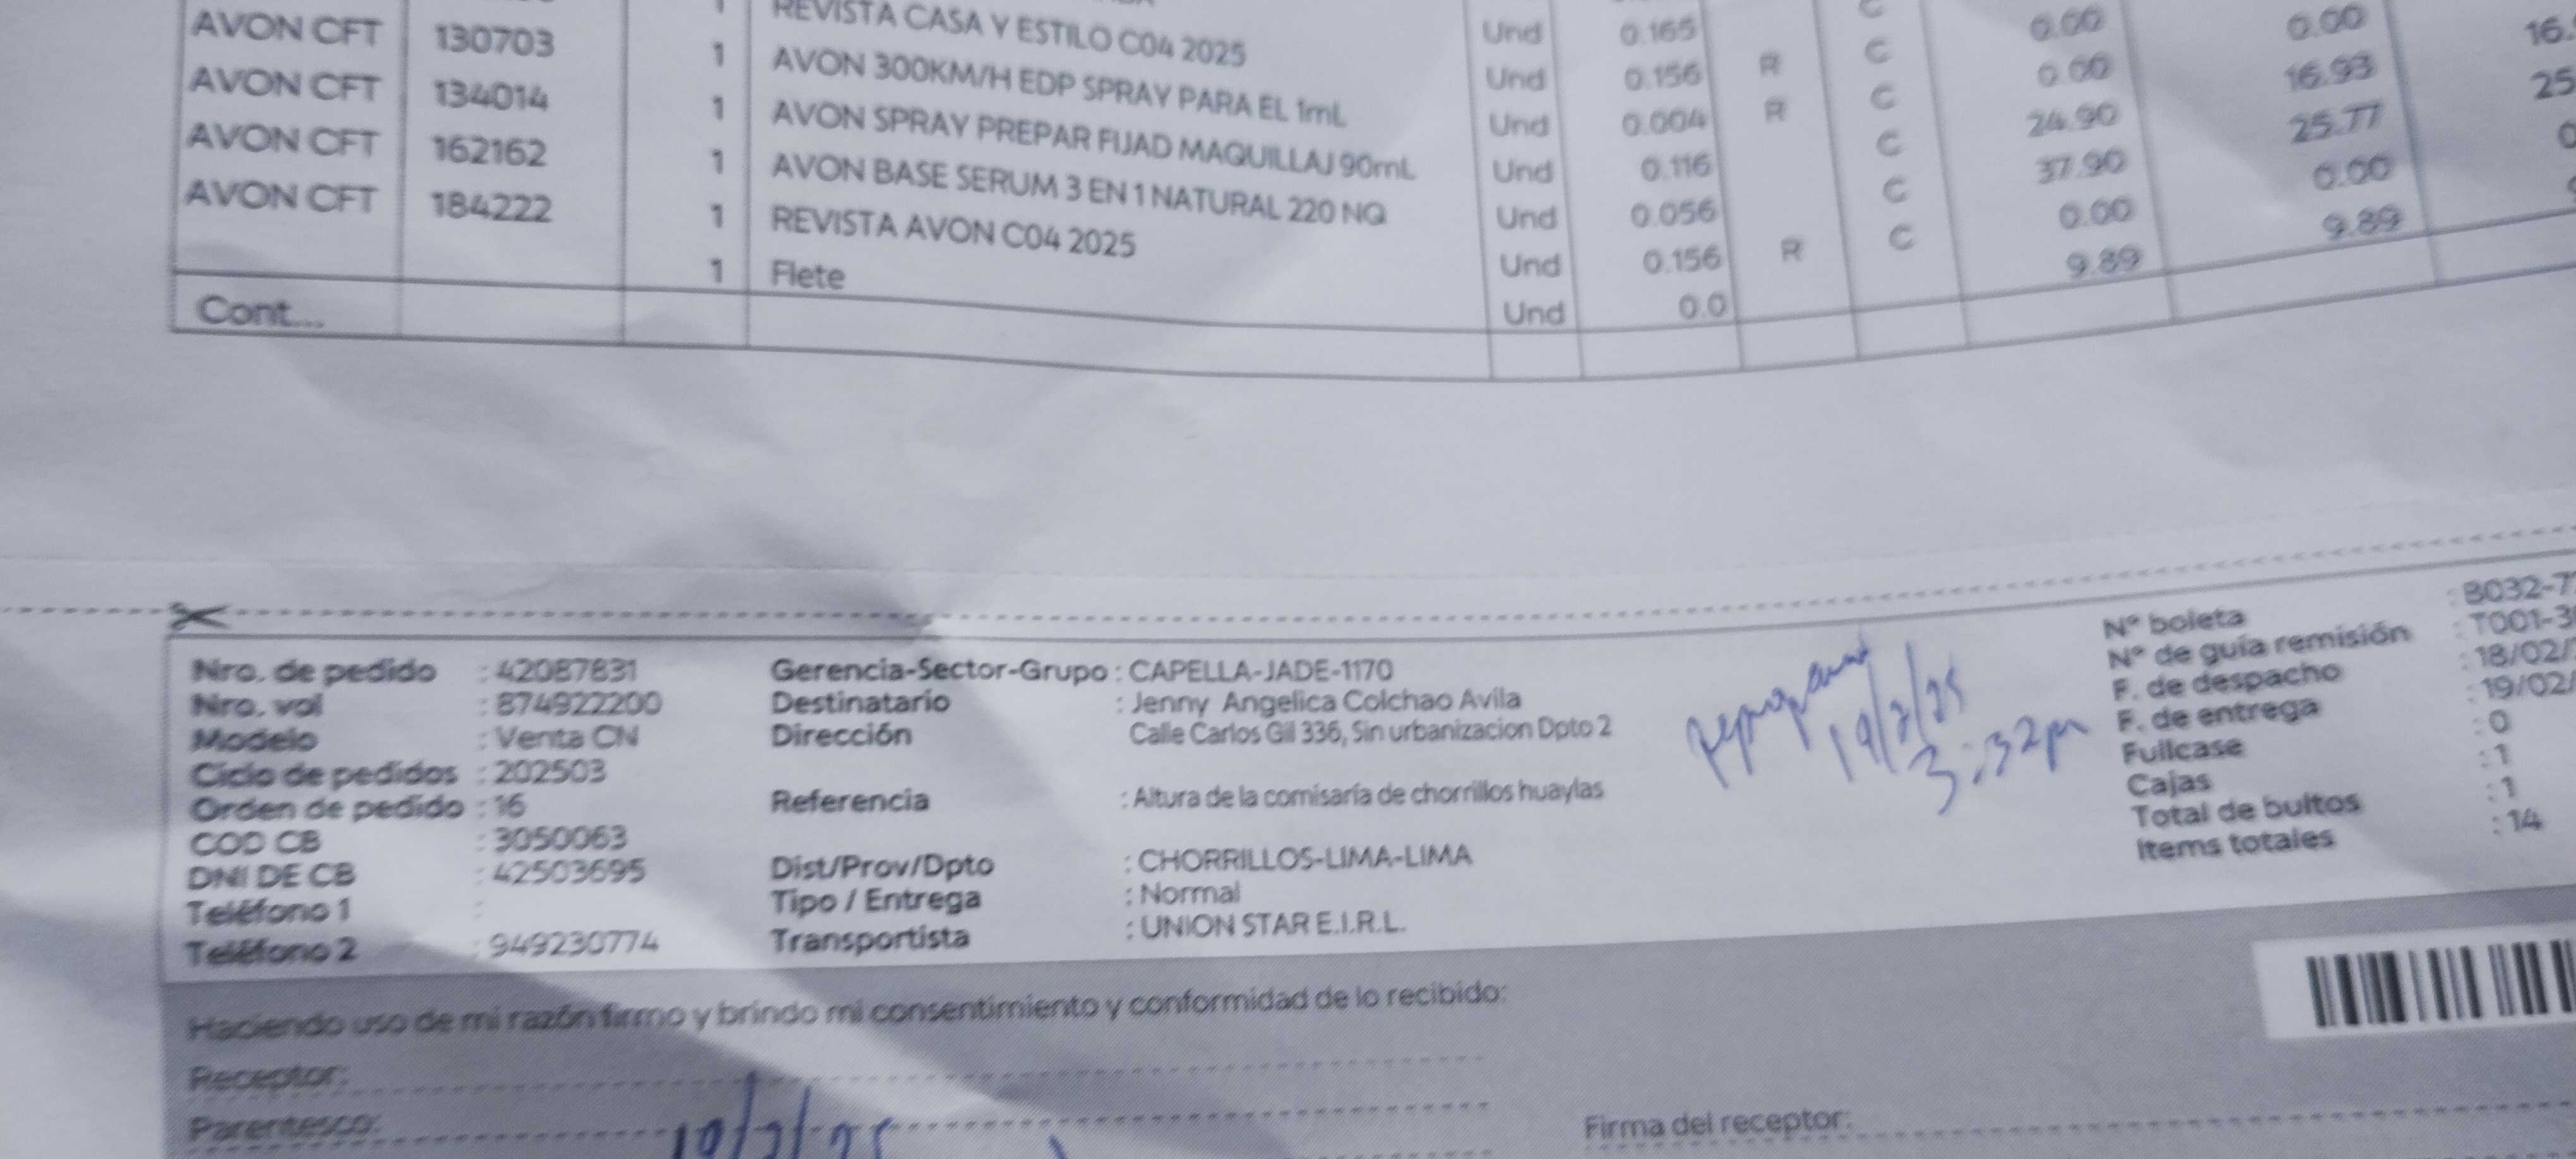 REVISTA CASA Y ESTILO C04 2025 Und 0.165 C 0.00 0.00 16.
AVON CFT 130703 1 AVON 300KM/H EDP SPRAY PARA EL 1mL Und 0.156 R C 0.00 16.93 25
AVON CFT 134014 1 AVON SPRAY PREPAR FIJAD MAQUILLAJ 90mL Und 0.004 R C 24.90 25.77
AVON CFT 162162 1 AVON BASE SERUM 3 EN 1 NATURAL 220 NQ Und 0.116 C 37.90 0.00
AVON CFT 184222 1 REVISTA AVON C04 2025 Und 0.056 C 0.00 9.89
1 Flete Und 0.156 R C 9.89
Cont... Und 0.0
Nro. de pedido : 42087831
Nro. val : 874922200
Modelo : Venta CN
Ciclo de pedidos : 202503
Orden de pedido : 16
COD CB : 3050063
DNI DE CB : 42503695
Teléfono 1 :
Teléfono 2 : 949230774
Gerencia-Sector-Grupo : CAPELLA-JADE-1170
Destinatario : Jenny Angelica Colchao Avila
Dirección Calle Carlos Gil 336, Sin urbanizacion Dpto 2
Referencia : Altura de la comisaría de chorrillos huaylas
Dist/Prov/Dpto : CHORRILLOS-LIMA-LIMA
Tipo / Entrega : Normal
Transportista : UNION STAR E.I.R.L.
19/2/25
3:32pm
N° boleta : B032-7
N° de guía remisión : T001-3
F. de despacho : 18/02/
F. de entrega : 19/02/
Fullcase : 0
Cajas : 1
Total de bultos : 1
Items totales : 14
Haciendo uso de mi razón firmo y brindo mi consentimiento y conformidad de lo recibido:
Receptor:
Parentesco:
19/2/25
Firma del receptor: